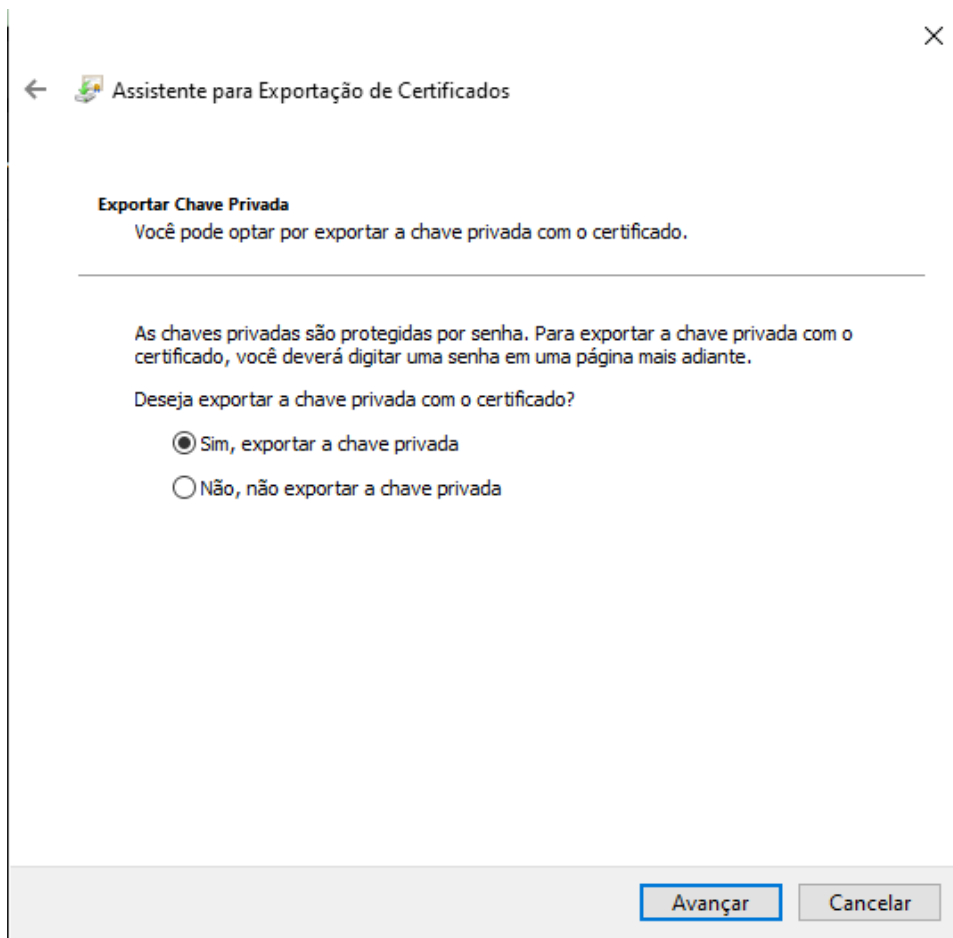 Assistente para Exportação de Certificados
Exportar Chave Privada
Você pode optar por exportar a chave privada com o certificado.
As chaves privadas são protegidas por senha. Para exportar a chave privada com o
certificado, você deverá digitar uma senha em uma página mais adiante.
Deseja exportar a chave privada com o certificado?
Sim, exportar a chave privada
Não, não exportar a chave privada
Avançar
Cancelar